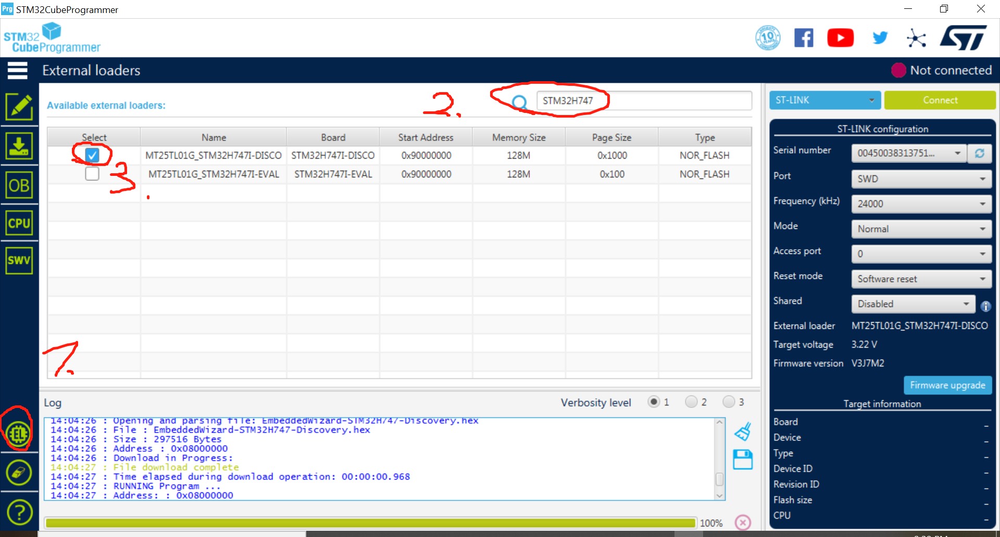 Prg STM32CubeProgrammer
STM32
CubeProgrammer
10
ST
External loaders
Not connected
Available external loaders:
2.
STM32H747
Select Name Board Start Address Memory Size Page Size Type
MT25TL01G_STM32H747I-DISCO STM32H747I-DISCO 0x90000000 128M 0x1000 NOR_FLASH
MT25TL01G_STM32H747I-EVAL STM32H747I-EVAL 0x90000000 128M 0x100 NOR_FLASH
3.
1.
OB
CPU
SWV
EL
?
Log
Verbosity level 1 2 3
14:04:26 : Opening and parsing file: EmbeddedWizard-STM32H747-Discovery.hex
14:04:26 : File : EmbeddedWizard-STM32H747-Discovery.hex
14:04:26 : Size : 297516 Bytes
14:04:26 : Address : 0x08000000
14:04:26 : Download in Progress:
14:04:27 : File download complete
14:04:27 : Time elapsed during download operation: 00:00:00.968
14:04:27 : RUNNING Program ...
14:04:27 : Address: : 0x08000000
100%
ST-LINK Connect
ST-LINK configuration
Serial number 00450038313751...
Port SWD
Frequency (kHz) 24000
Mode Normal
Access port 0
Reset mode Software reset
Shared Disabled
External loader MT25TL01G_STM32H747I-DISCO
Target voltage 3.22 V
Firmware version V3J7M2
Firmware upgrade
Target information
Board –
Device –
Type –
Device ID –
Revision ID –
Flash size –
CPU –